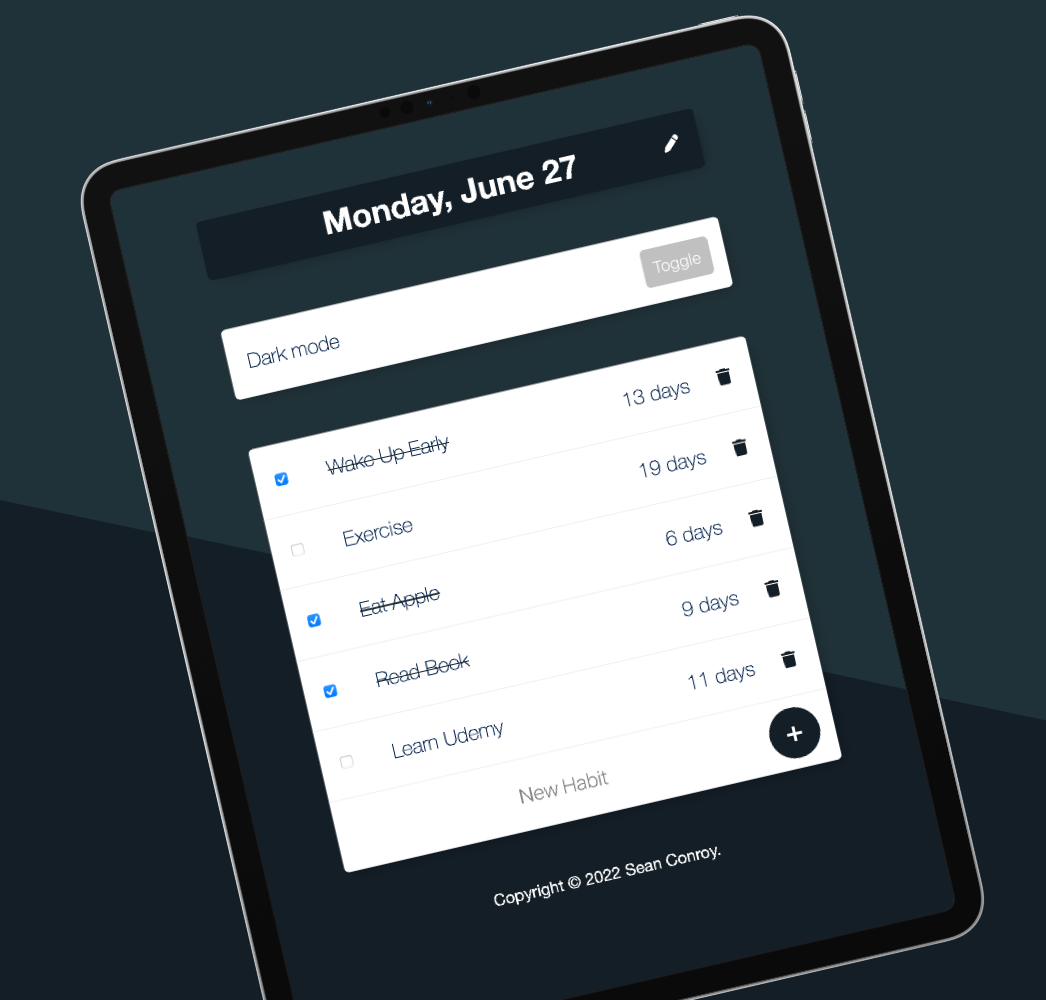 Monday, June 27
Dark mode Toggle
Wake Up Early 13 days
Exercise 19 days
Eat Apple 6 days
Read Book 9 days
Learn Udemy 11 days
New Habit +
Copyright © 2022 Sean Conroy.